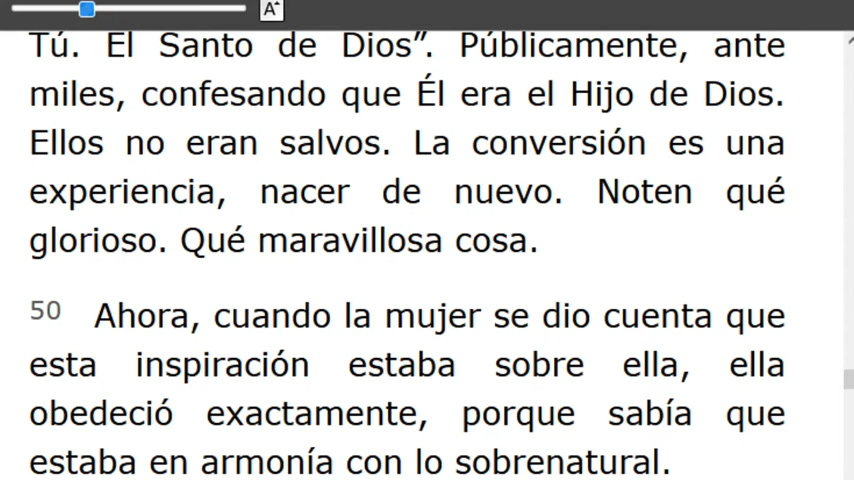 A
Tú. El Santo de Dios”. Públicamente, ante
miles, confesando que Él era el Hijo de Dios.
Ellos no eran salvos. La conversión es una
experiencia, nacer de nuevo. Noten qué
glorioso. Qué maravillosa cosa.
50 Ahora, cuando la mujer se dio cuenta que
esta inspiración estaba sobre ella, ella
obedeció exactamente, porque sabía que
estaba en armonía con lo sobrenatural.